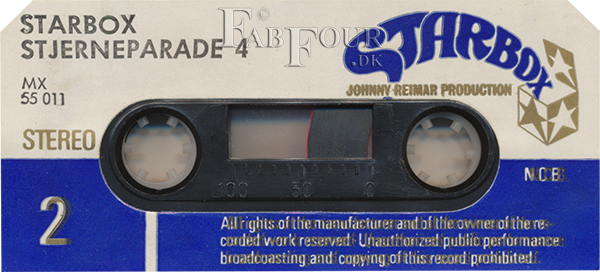 STARBOX
STJERNEPARADE 4
© FAB FOUR .DK
STARBOX
JOHNNY REIMAR PRODUCTION
MX
55 011
STEREO
N.C.B.
100 50 0
2
All rights of the manufacturer and of the owner of the re-
corded work reserved. Unauthorized public performance
broadcasting and copying of this record prohibited.